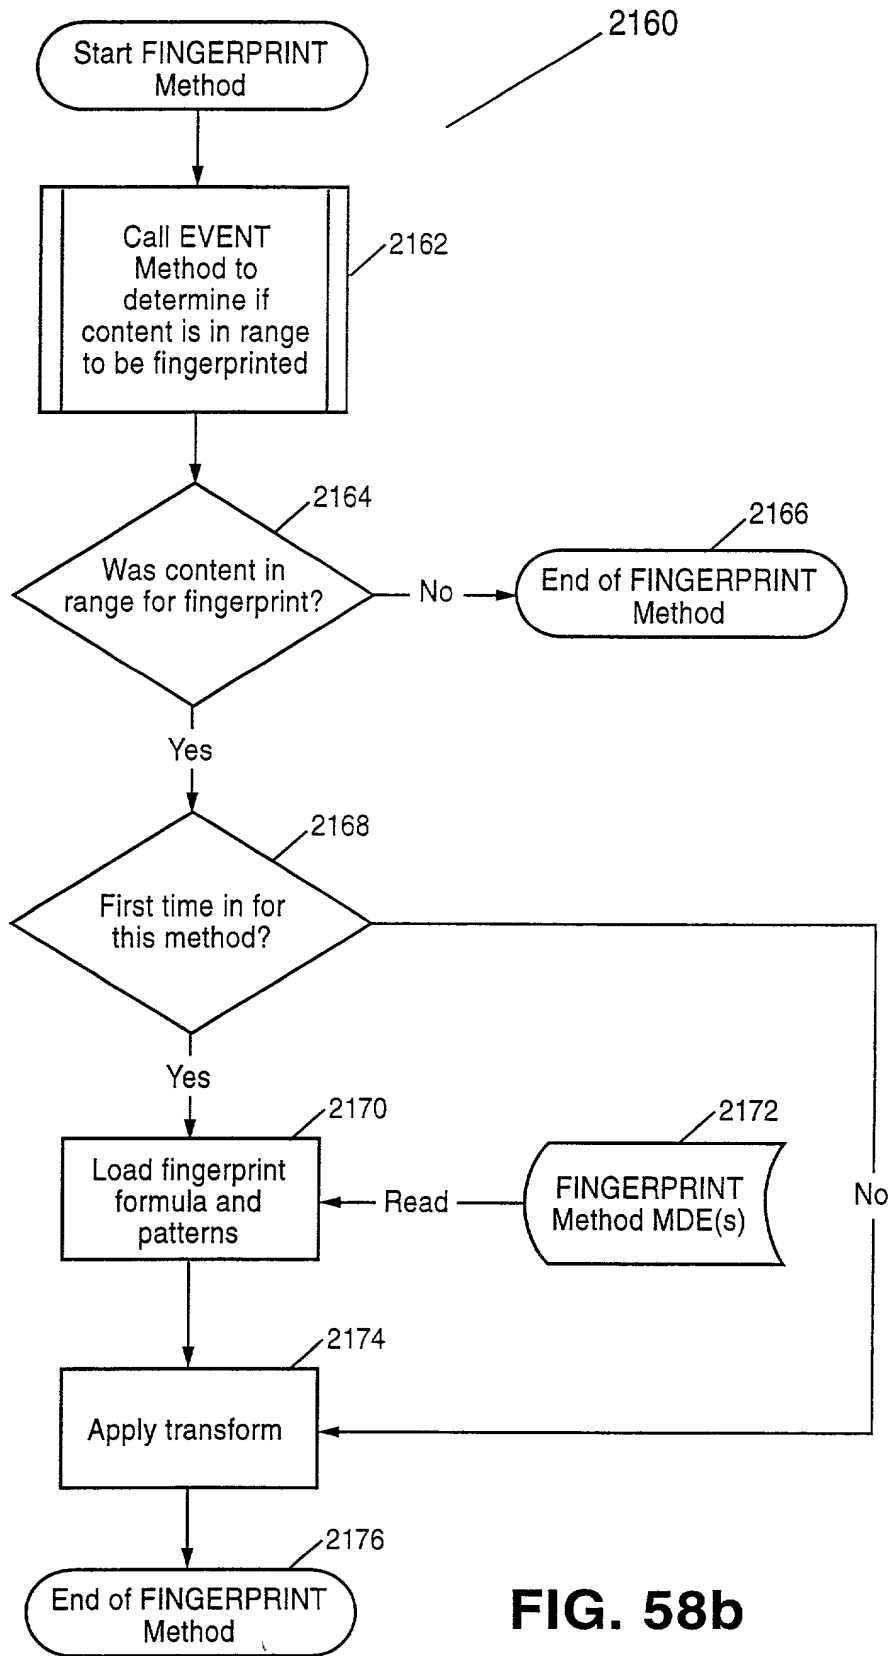 2160
Start FINGERPRINT
Method
Call EVENT
Method to
determine if
content is in range
to be fingerprinted
2162
2164
Was content in
range for fingerprint?
No
2166
End of FINGERPRINT
Method
Yes
2168
First time in for
this method?
Yes
2170
Load fingerprint
formula and
patterns
Read
2172
FINGERPRINT
Method MDE(s)
No
2174
Apply transform
2176
End of FINGERPRINT
Method
FIG. 58b